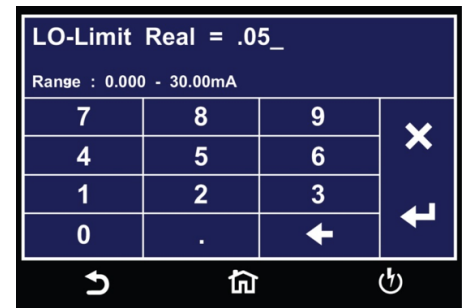 LO-Limit Real = .05_
Range : 0.000 - 30.00mA
7 8 9
4 5 6
1 2 3
0 .